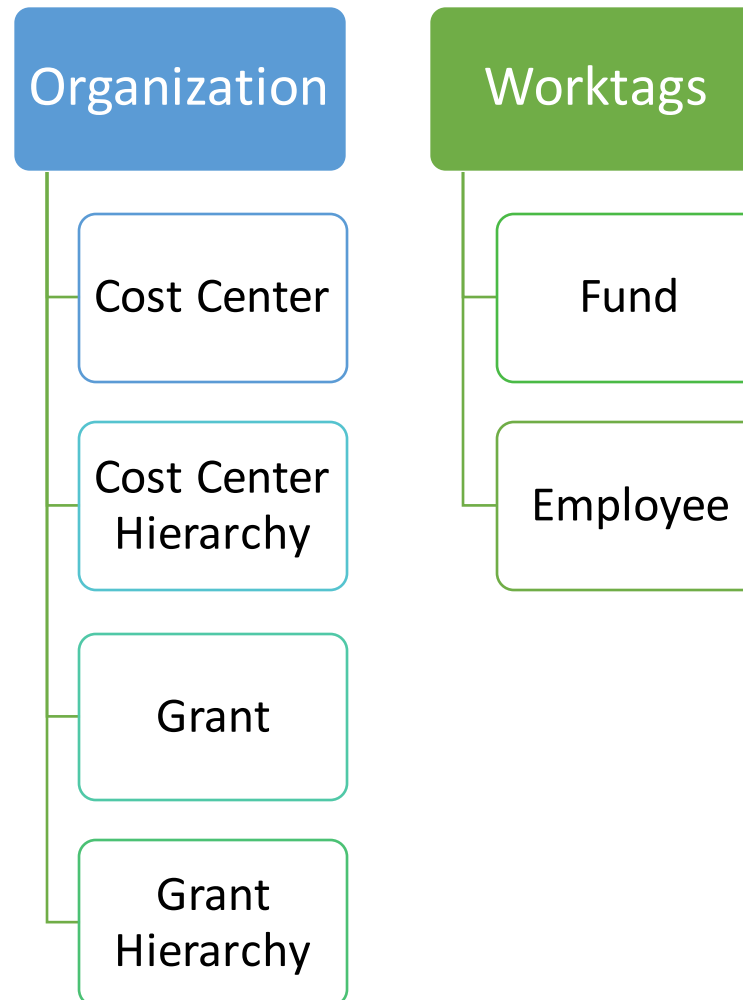 Organization
Cost Center
Cost Center
Hierarchy
Grant
Grant
Hierarchy
Worktags
Fund
Employee